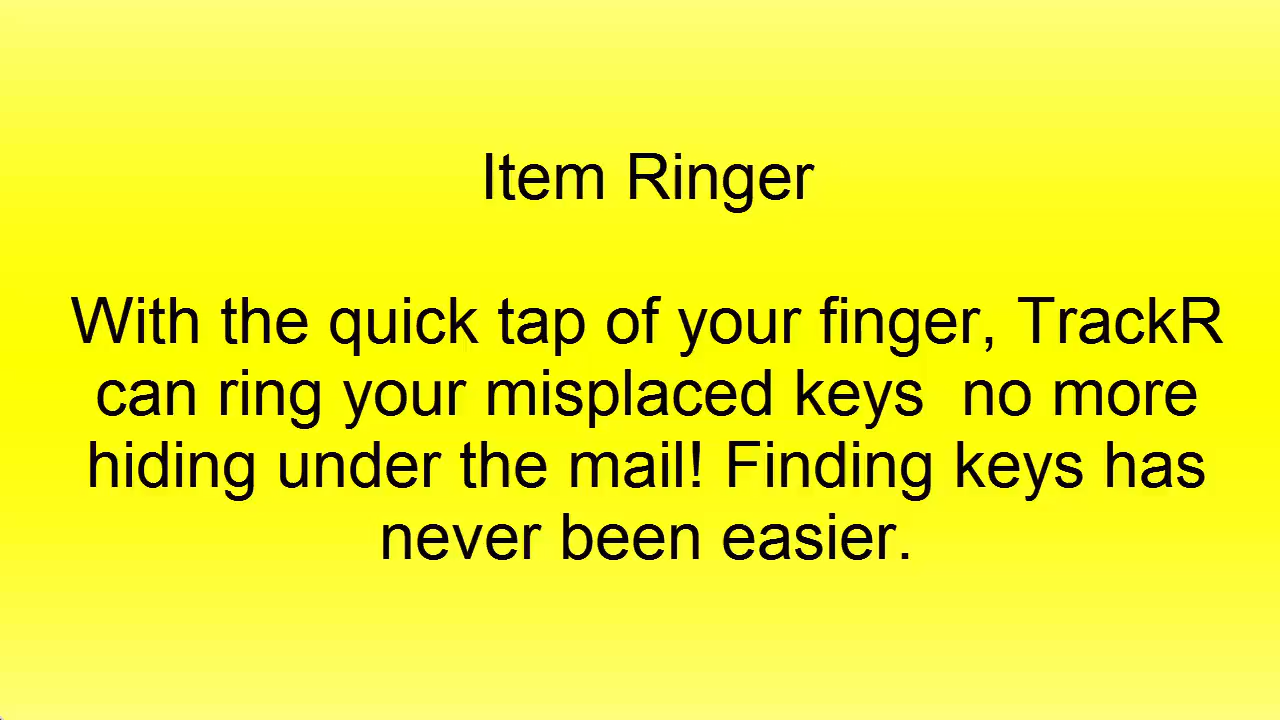 Item Ringer
With the quick tap of your finger, TrackR
can ring your misplaced keys  no more
hiding under the mail! Finding keys has
never been easier.